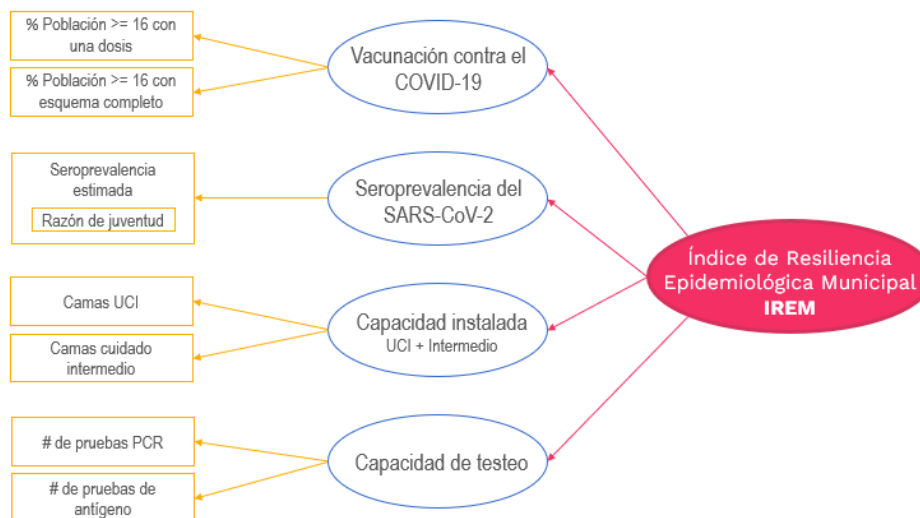 % Población >= 16 con
una dosis
% Población >= 16 con
esquema completo
Vacunación contra el
COVID-19
Seroprevalencia
estimada
Razón de juventud
Seroprevalencia del
SARS-CoV-2
Índice de Resiliencia
Epidemiológica Municipal
IREM
Camas UCI
Camas cuidado
intermedio
Capacidad instalada
UCI + Intermedio
# de pruebas PCR
# de pruebas de
antígeno
Capacidad de testeo